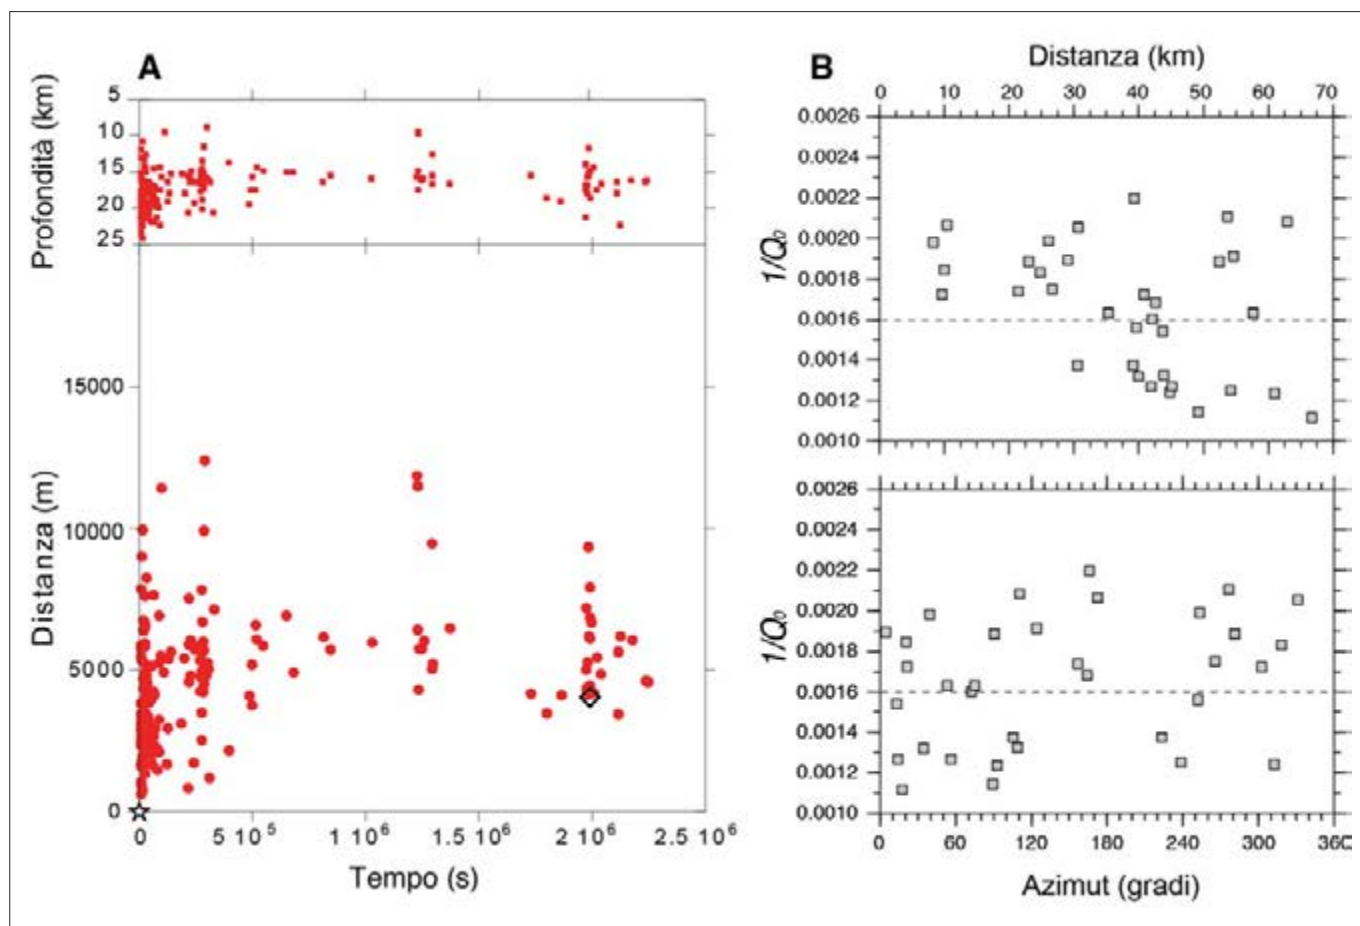 A
Profondità (km)
5
10
15
20
25
Distanza (m)
15000
10000
5000
0
0 5 10⁵ 1 10⁶ 1.5 10⁶ 2 10⁶ 2.5 10⁶
Tempo (s)
B
Distanza (km)
0 10 20 30 40 50 60 70
1/Q₀
0.0026
0.0024
0.0022
0.0020
0.0018
0.0016
0.0014
0.0012
0.0010
1/Q₀
0.0026
0.0024
0.0022
0.0020
0.0018
0.0016
0.0014
0.0012
0.0010
0 60 120 180 240 300 360
Azimut (gradi)